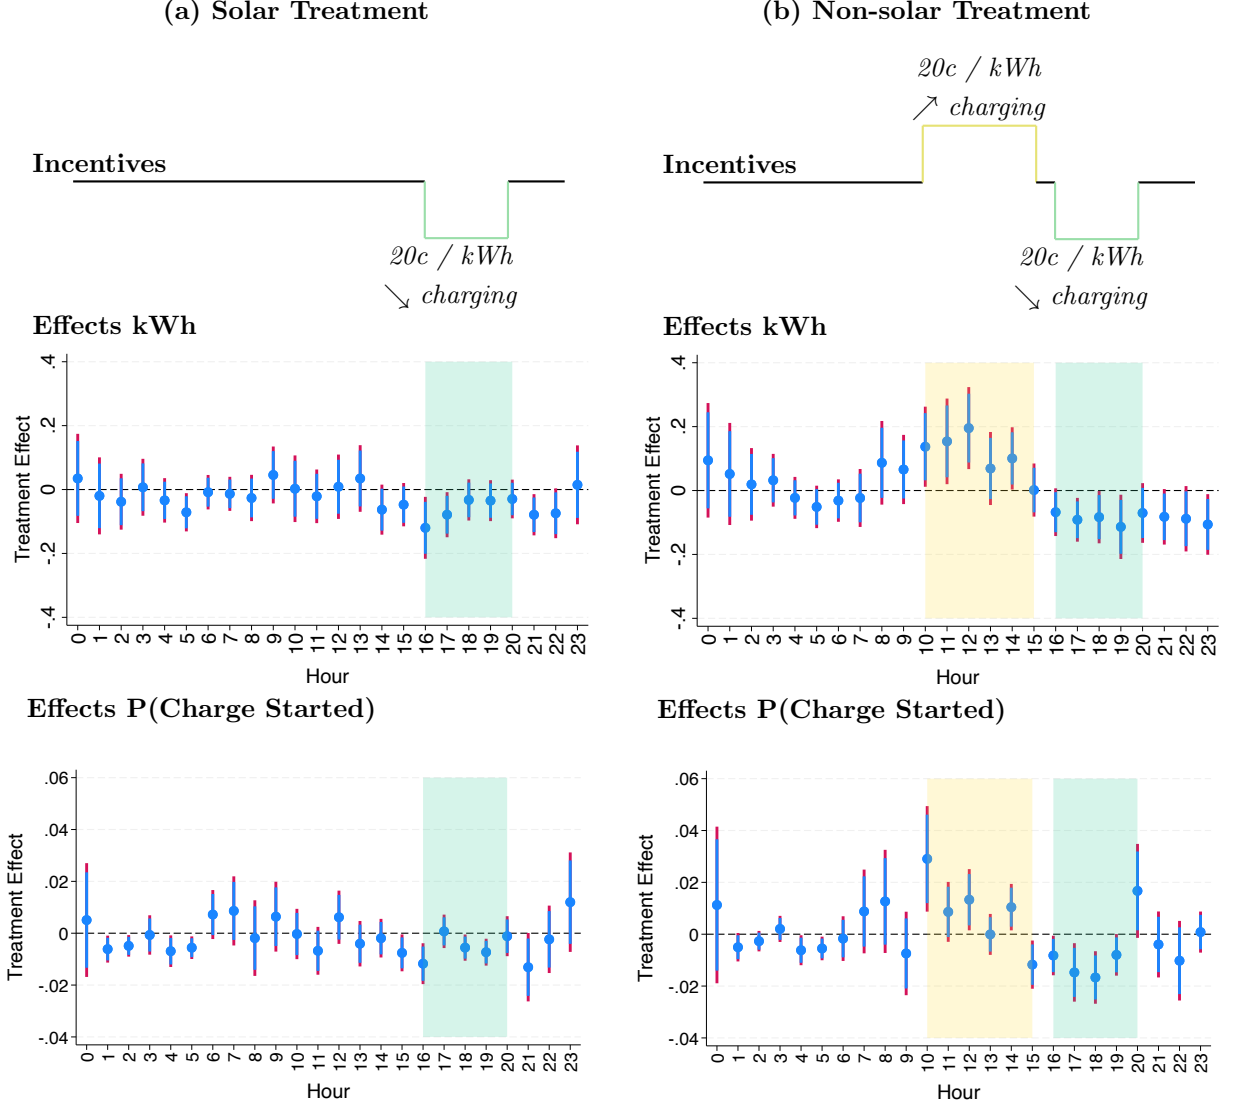 (a) Solar Treatment
Incentives
20c / kWh
↘ charging
Effects kWh
Treatment Effect
.4
.2
0
-.2
-.4
0 1 2 3 4 5 6 7 8 9 10 11 12 13 14 15 16 17 18 19 20 21 22 23
Hour
Effects P(Charge Started)
Treatment Effect
.06
.04
.02
0
-.02
-.04
0 1 2 3 4 5 6 7 8 9 10 11 12 13 14 15 16 17 18 19 20 21 22 23
Hour
(b) Non-solar Treatment
20c / kWh
↗ charging
Incentives
20c / kWh
↘ charging
Effects kWh
Treatment Effect
.4
.2
0
-.2
-.4
0 1 2 3 4 5 6 7 8 9 10 11 12 13 14 15 16 17 18 19 20 21 22 23
Hour
Effects P(Charge Started)
Treatment Effect
.06
.04
.02
0
-.02
-.04
0 1 2 3 4 5 6 7 8 9 10 11 12 13 14 15 16 17 18 19 20 21 22 23
Hour